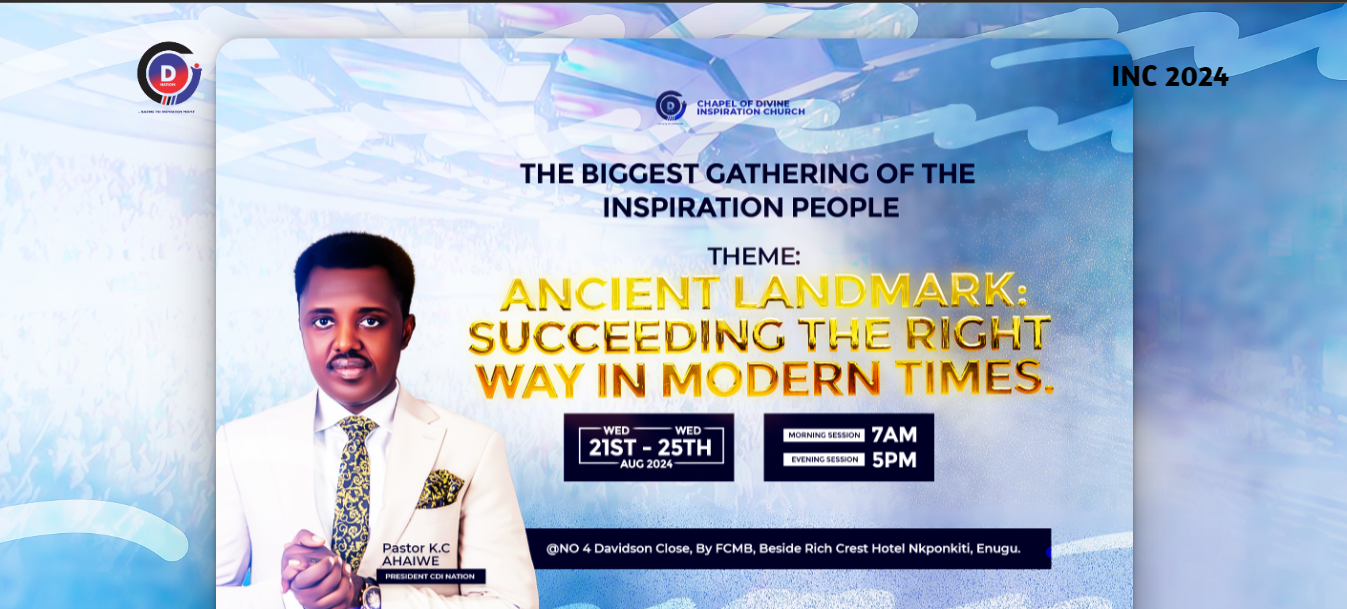 D
NATION
INC 2024
D
CHAPEL OF DIVINE
INSPIRATION CHURCH
THE BIGGEST GATHERING OF THE
INSPIRATION PEOPLE
THEME:
ANCIENT LANDMARK:
SUCCEEDING THE RIGHT
WAY IN MODERN TIMES.
WED WED
21ST - 25TH
AUG 2024
MORNING SESSION 7AM
EVENING SESSION 5PM
@NO 4 Davidson Close, By FCMB, Beside Rich Crest Hotel Nkponkiti, Enugu.
Pastor K.C
AHAIWE
PRESIDENT CDI NATION